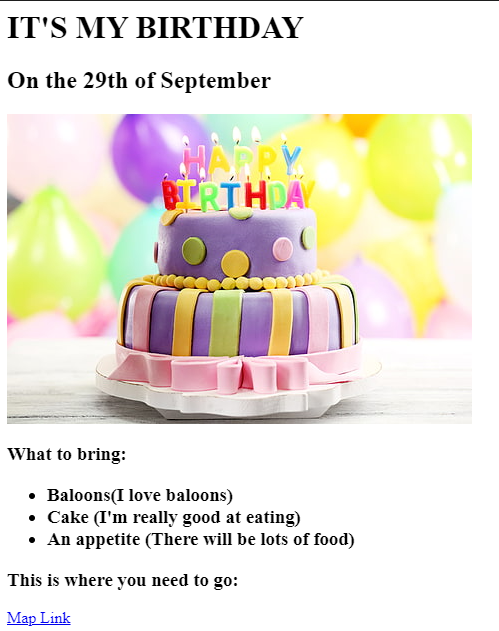 IT'S MY BIRTHDAY
On the 29th of September
HAPPY
BIRTHDAY
What to bring:
Baloons(I love baloons)
Cake (I'm really good at eating)
An appetite (There will be lots of food)
This is where you need to go:
Map Link